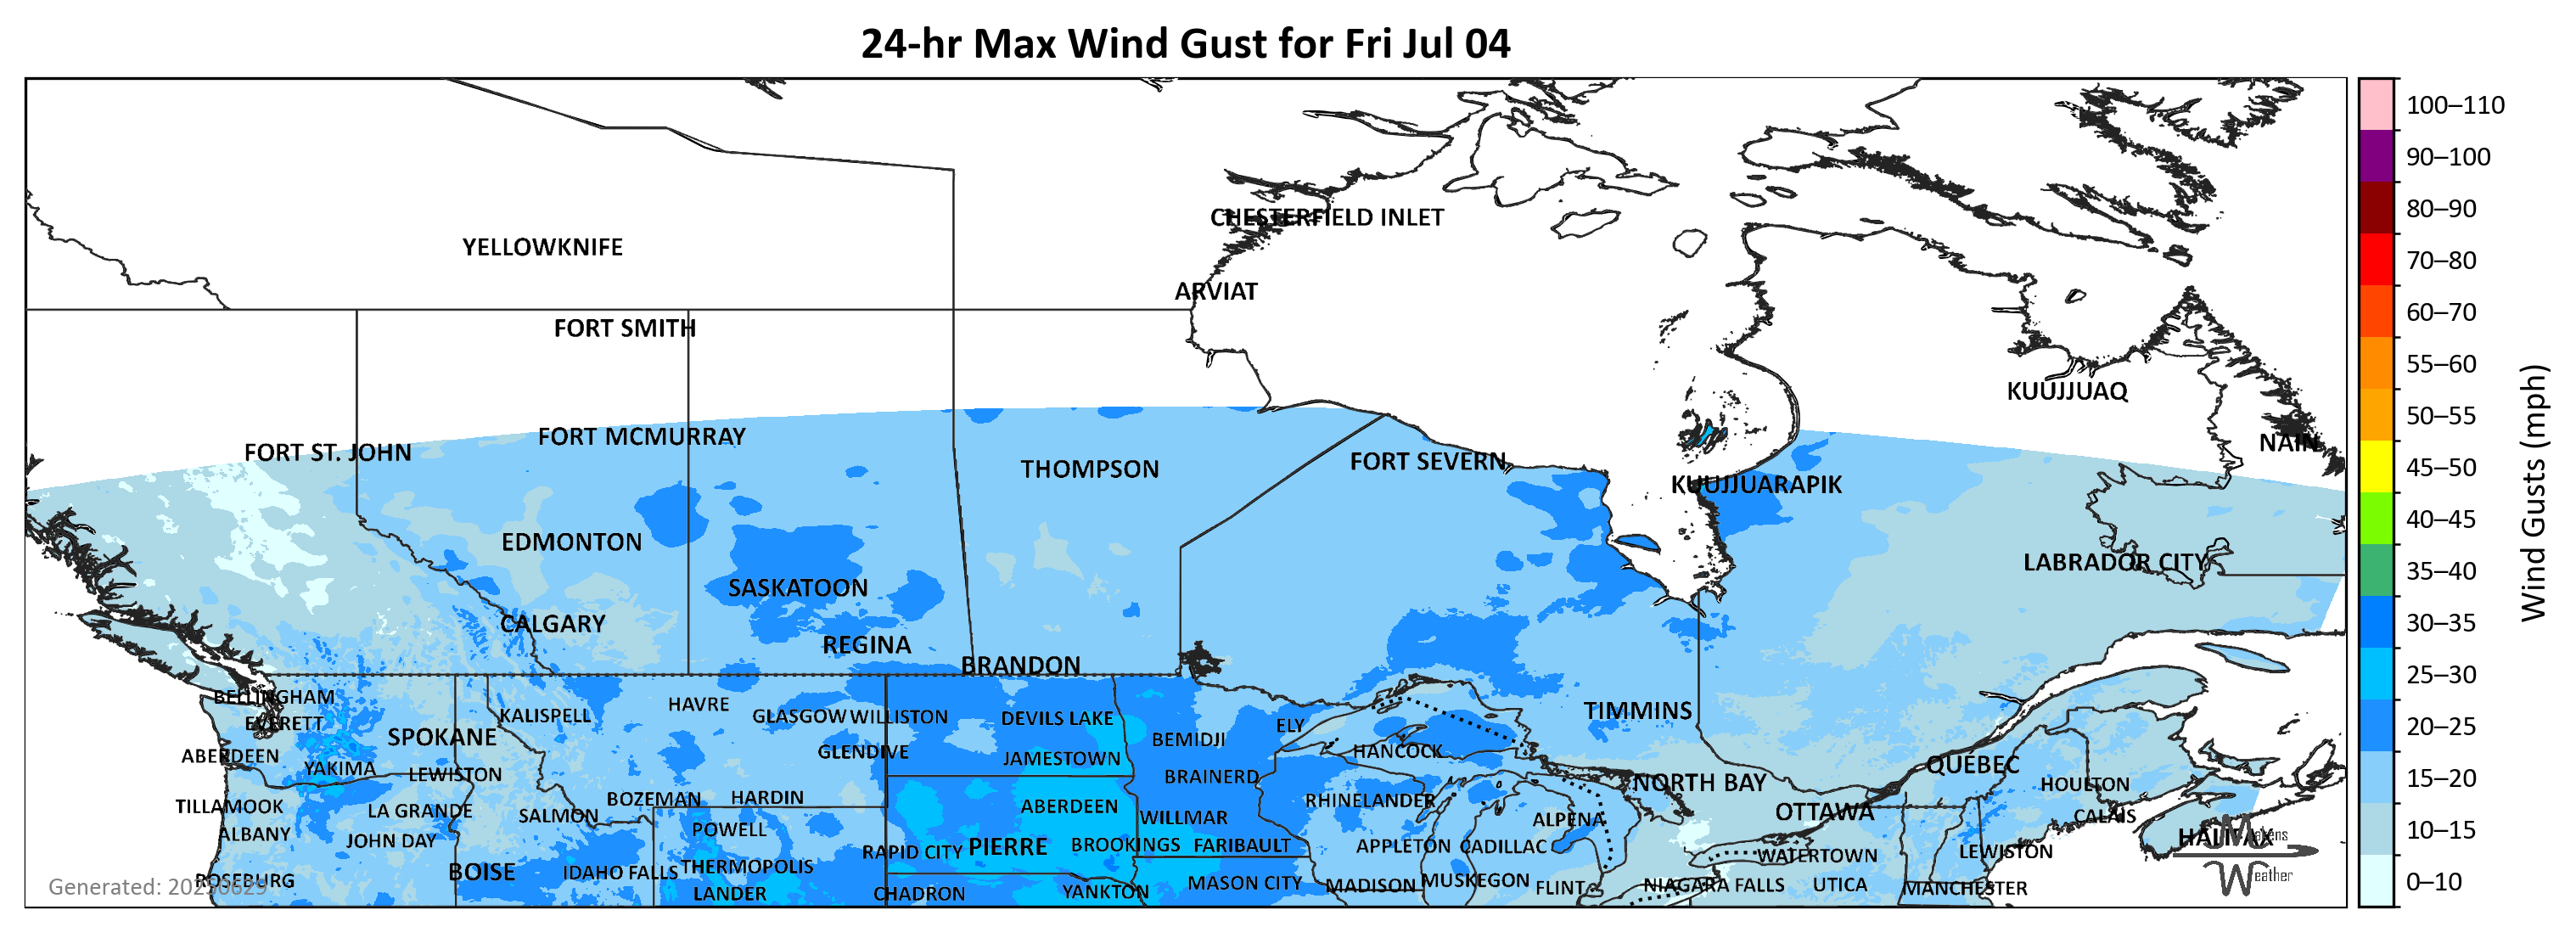 24-hr Max Wind Gust for Fri Jul 04
100–110
90–100
80–90
70–80
60–70
55–60
50–55
45–50
40–45
35–40
30–35
25–30
20–25
15–20
10–15
0–10
Wind Gusts (mph)
CHESTERFIELD INLET
YELLOWKNIFE
ARVIAT
FORT SMITH
KUUJJUAQ
FORT MCMURRAY
NAIN
FORT ST. JOHN
FORT SEVERN
THOMPSON
KUUJJUARAPIK
EDMONTON
LABRADOR CITY
SASKATOON
CALGARY
REGINA
BRANDON
BELLINGHAM
HAVRE
TIMMINS
KALISPELL
GLASGOW WILLISTON
DEVILS LAKE
EVERETT
ELY
SPOKANE
BEMIDJI
GLENDIVE
HANCOCK
ABERDEEN
JAMESTOWN
QUÉBEC
YAKIMA
LEWISTON
BRAINERD
NORTH BAY
HOULTON
BOZEMAN
HARDIN
RHINELANDER
TILLAMOOK
ABERDEEN
LA GRANDE
OTTAWA
SALMON
WILLMAR
CALAIS
ALPENA
ALBANY
POWELL
HALIFAX
JOHN DAY
RAPID CITY
PIERRE
BROOKINGS
FARIBAULT
APPLETON
CADILLAC
LEWISTON
WATERTOWN
THERMOPOLIS
BOISE
IDAHO FALLS
ROSEBURG
MUSKEGON
MASON CITY
MADISON
FLINT
NIAGARA FALLS
UTICA
MANCHESTER
LANDER
CHADRON
YANKTON
Generated: 20250629
Makens
Weather